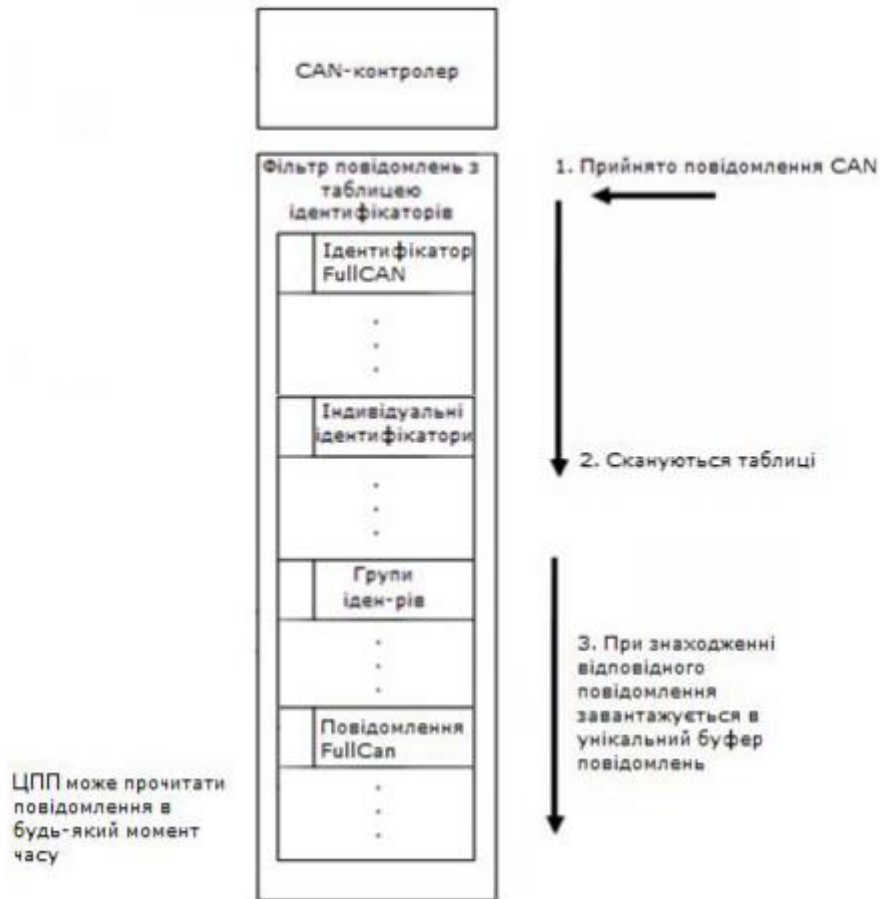 CAN-контролер
Фільтр повідомлень з
таблицею
ідентифікаторів
1. Прийнято повідомлення CAN
Ідентифікатор
FullCAN
Індивідуальні
ідентифікатори
2. Скануються таблиці
Групи
іден-рів
3. При знаходженні
відповідного
повідомлення
завантажується в
унікальний буфер
повідомлень
Повідомлення
FullCan
ЦПП може прочитати
повідомлення в
будь-який момент
часу